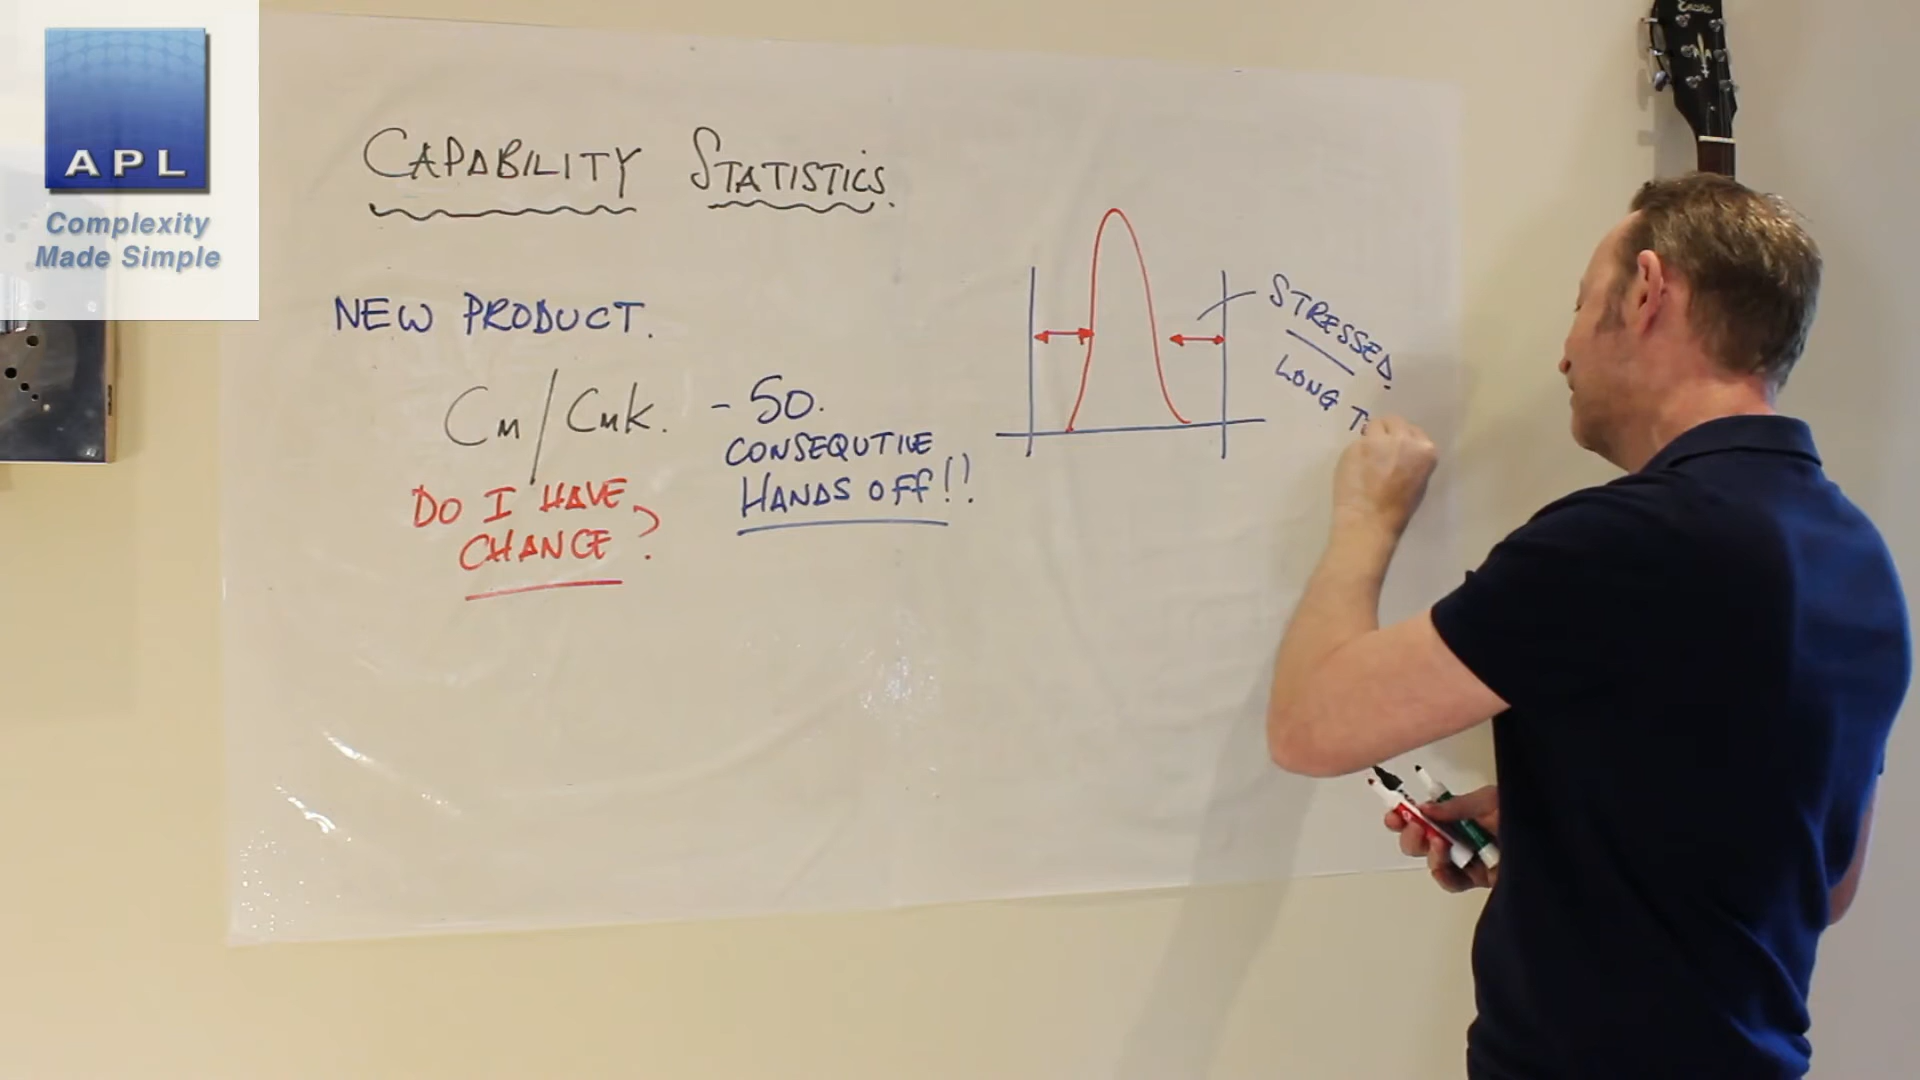 APL
Complexity
Made Simple
CAPABILITY STATISTICS.
NEW PRODUCT.
Cm/Cmk. - 50.
CONSEQUTIVE
HANDS OFF!!
DO I HAVE
CHANCE?
STRESSED.
LONG T